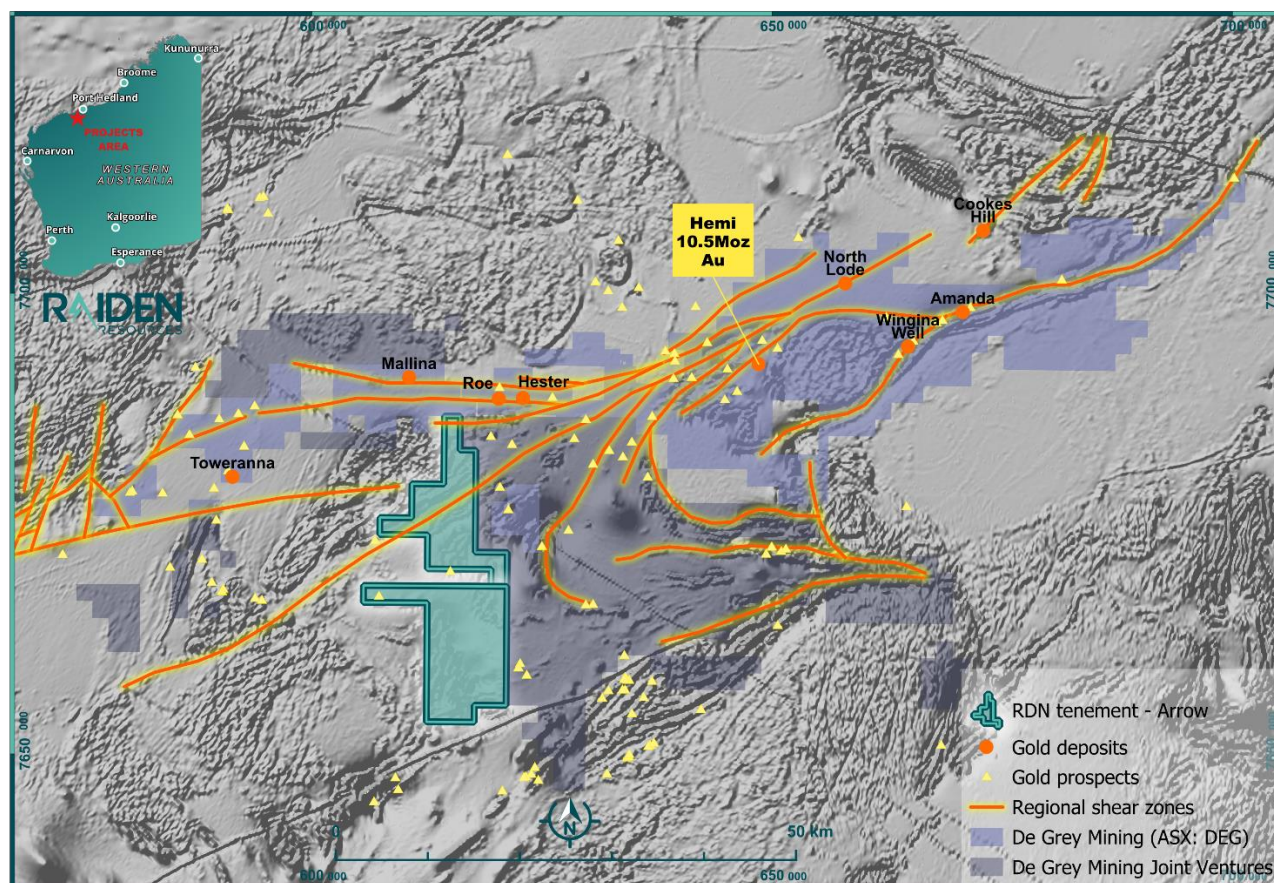 600 000
650 000
700 000
Kununurra
Broome
Port Hedland
PROJECTS
AREA
Carnarvon
WESTERN
AUSTRALIA
Kalgoorlie
Perth
Esperance
7700 000
7700 000
RAIDEN
RESOURCES
Hemi
10.5Moz
Au
Cookes
Hill
North
Lode
Amanda
Wingina
Well
Mallina
Roe
Hester
Toweranna
7650 000
RDN tenement - Arrow
Gold deposits
Gold prospects
Regional shear zones
De Grey Mining (ASX: DEG)
De Grey Mining Joint Ventures
N
0
50 km
600 000
650 000